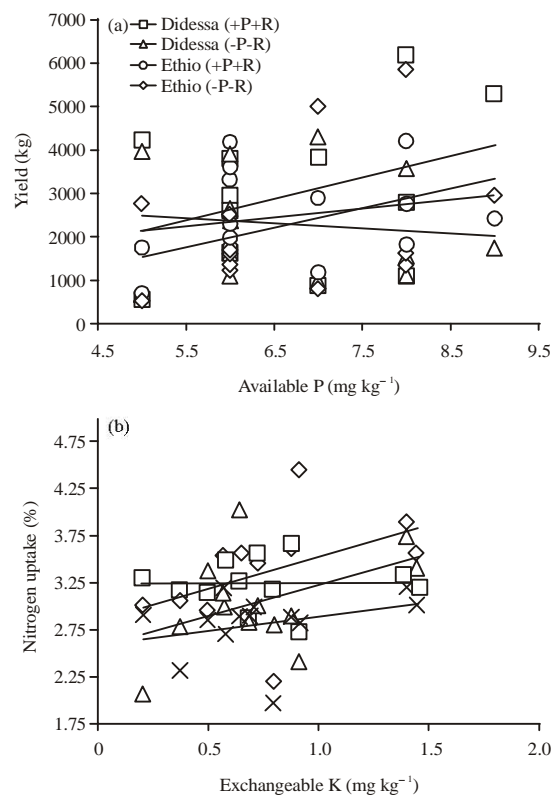 (a)
Didessa (+P+R)
Didessa (-P-R)
Ethio (+P+R)
Ethio (-P-R)
7000
6000
5000
4000
3000
2000
1000
0
Yield (kg)
4.5 5.5 6.5 7.5 8.5 9.5
Available P (mg kg⁻¹)
(b)
4.75
4.25
3.75
3.25
2.75
2.25
1.75
Nitrogen uptake (%)
0 0.5 1.0 1.5 2.0
Exchangeable K (mg kg⁻¹)